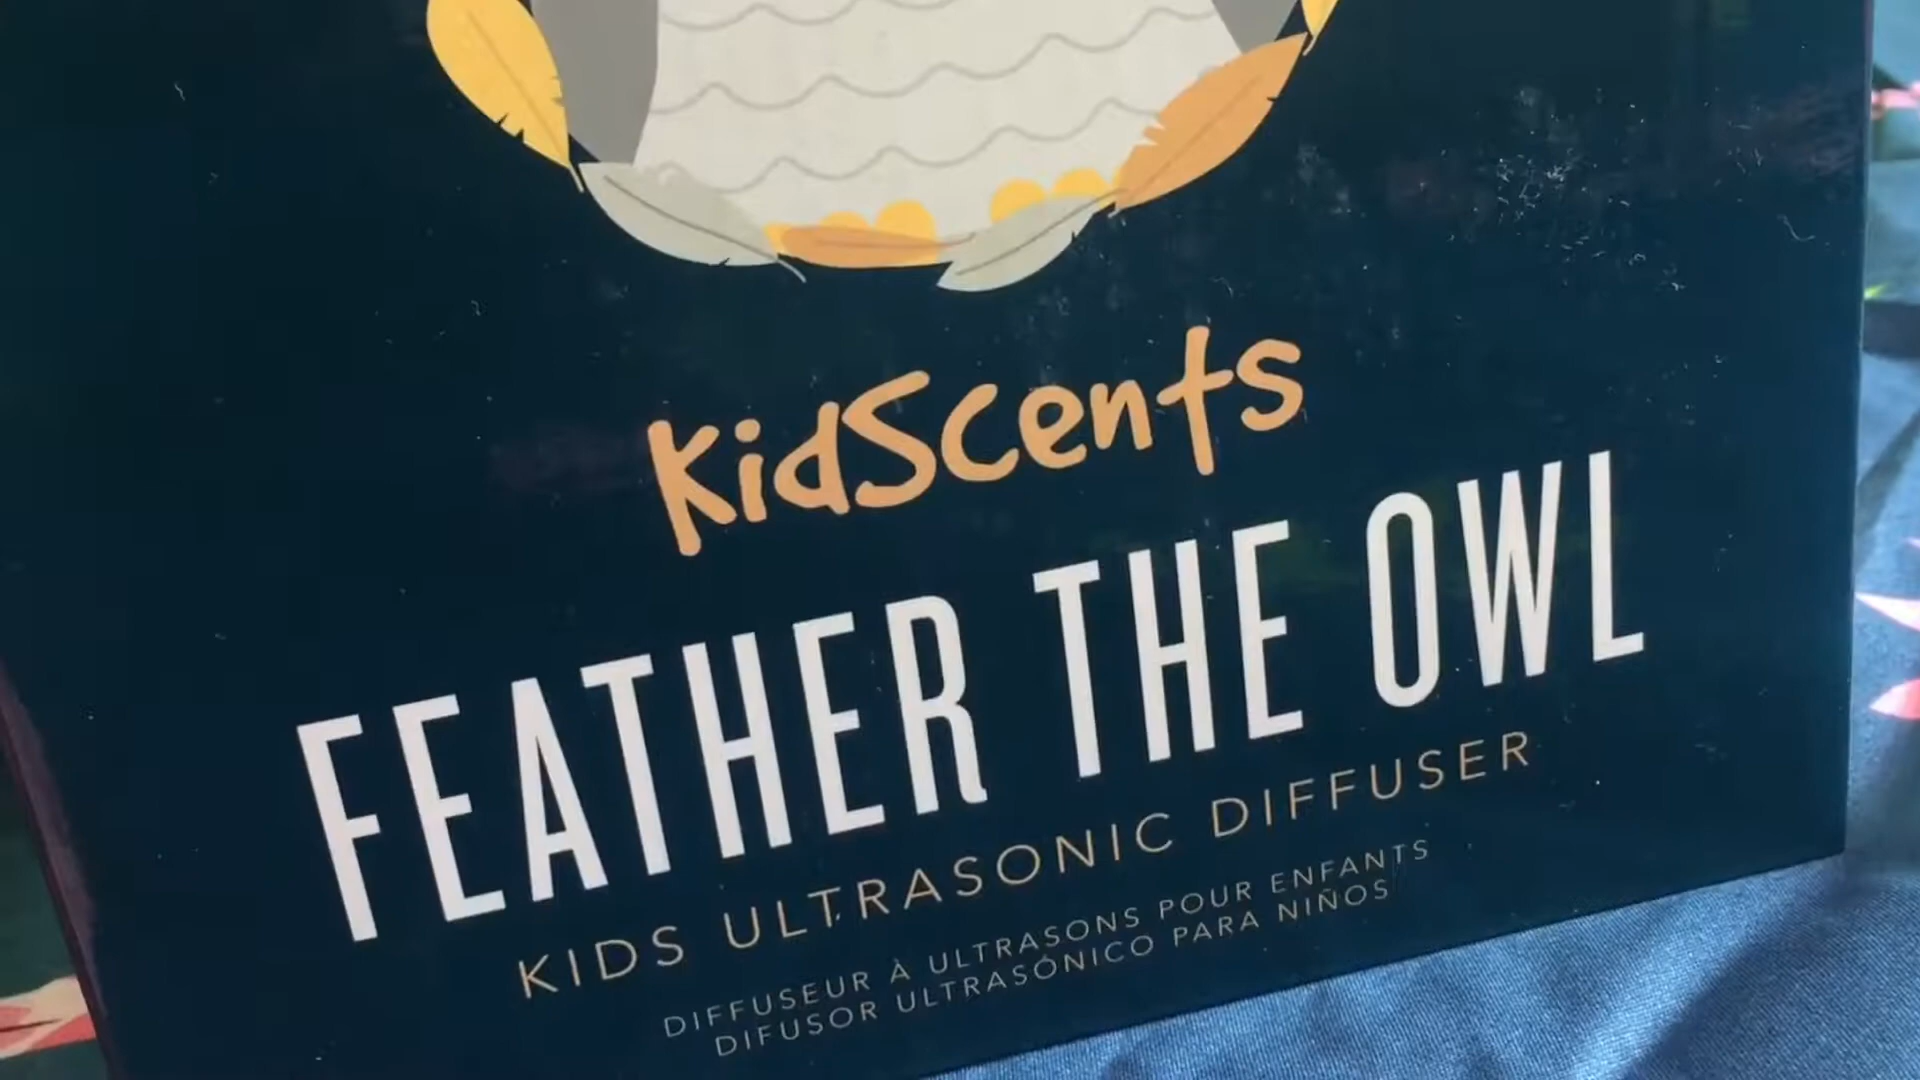 KidScents
FEATHER THE OWL
KIDS ULTRASONIC DIFFUSER
DIFFUSEUR À ULTRASONS POUR ENFANTS
DIFUSOR ULTRASÓNICO PARA NIÑOS